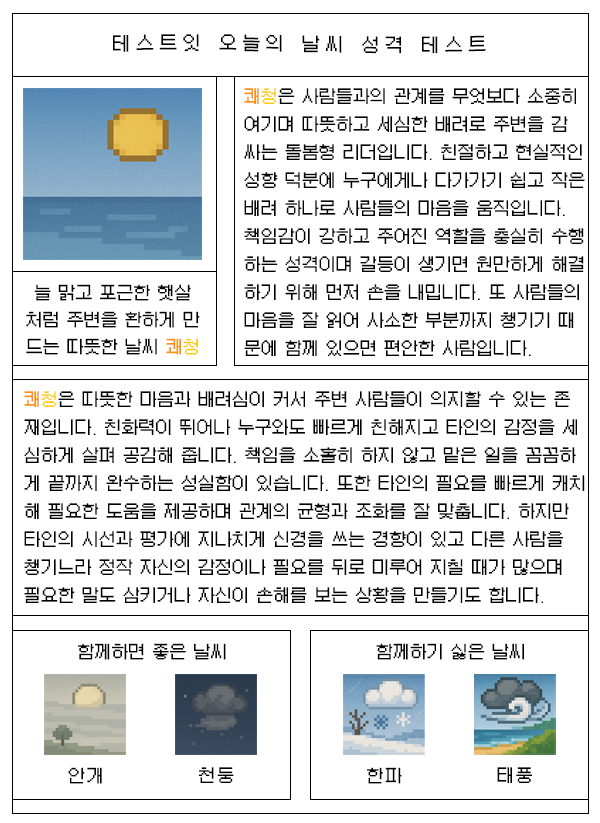 테스트잇 오늘의 날씨 성격 테스트
늘 맑고 포근한 햇살
처럼 주변을 환하게 만
드는 따뜻한 날씨 쾌청
쾌청은 사람들과의 관계를 무엇보다 소중히
여기며 따뜻하고 세심한 배려로 주변을 감
싸는 돌봄형 리더입니다. 친절하고 현실적인
성향 덕분에 누구에게나 다가가기 쉽고 작은
배려 하나로 사람들의 마음을 움직입니다.
책임감이 강하고 주어진 역할을 충실히 수행
하는 성격이며 갈등이 생기면 원만하게 해결
하기 위해 먼저 손을 내밉니다. 또 사람들의
마음을 잘 읽어 사소한 부분까지 챙기기 때
문에 함께 있으면 편안한 사람입니다.
쾌청은 따뜻한 마음과 배려심이 커서 주변 사람들이 의지할 수 있는 존
재입니다. 친화력이 뛰어나 누구와도 빠르게 친해지고 타인의 감정을 세
심하게 살펴 공감해 줍니다. 책임을 소홀히 하지 않고 맡은 일을 꼼꼼하
게 끝까지 완수하는 성실함이 있습니다. 또한 타인의 필요를 빠르게 캐치
해 필요한 도움을 제공하며 관계의 균형과 조화를 잘 맞춥니다. 하지만
타인의 시선과 평가에 지나치게 신경을 쓰는 경향이 있고 다른 사람을
챙기느라 정작 자신의 감정이나 필요를 뒤로 미루어 지칠 때가 많으며
필요한 말도 삼키거나 자신이 손해를 보는 상황을 만들기도 합니다.
함께하면 좋은 날씨
안개
천둥
함께하기 싫은 날씨
한파
태풍